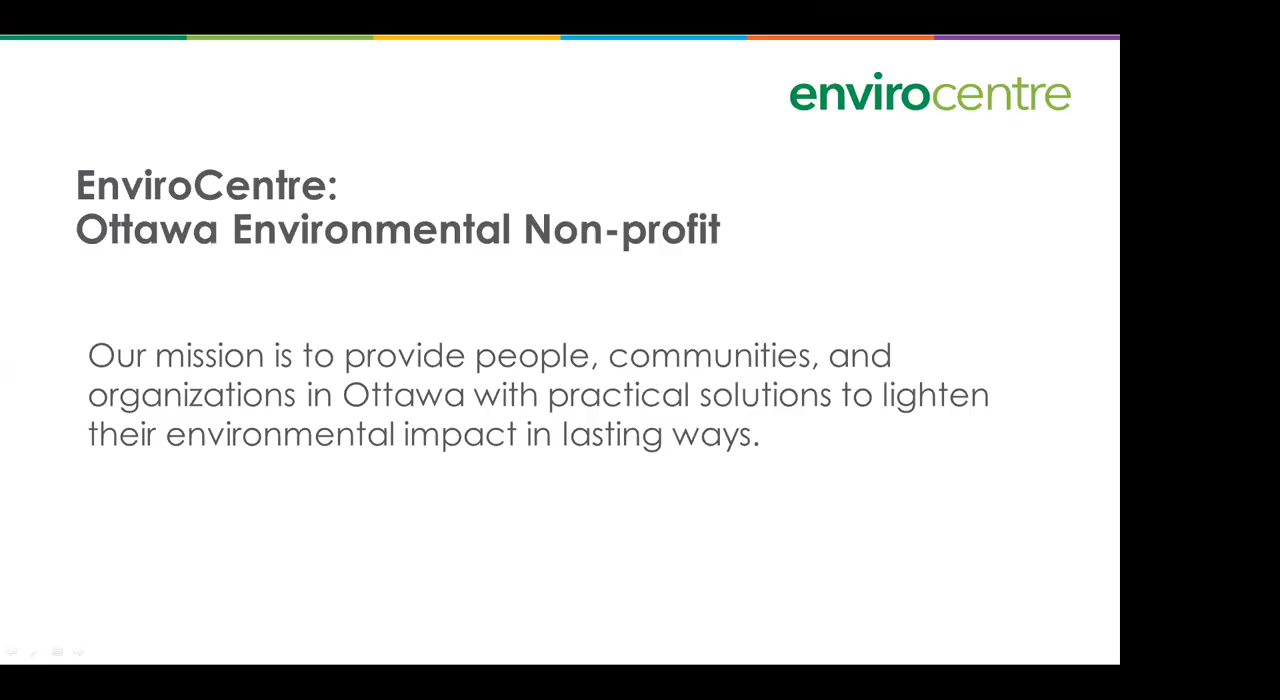 envirocentre
EnviroCentre:
Ottawa Environmental Non-profit
Our mission is to provide people, communities, and
organizations in Ottawa with practical solutions to lighten
their environmental impact in lasting ways.